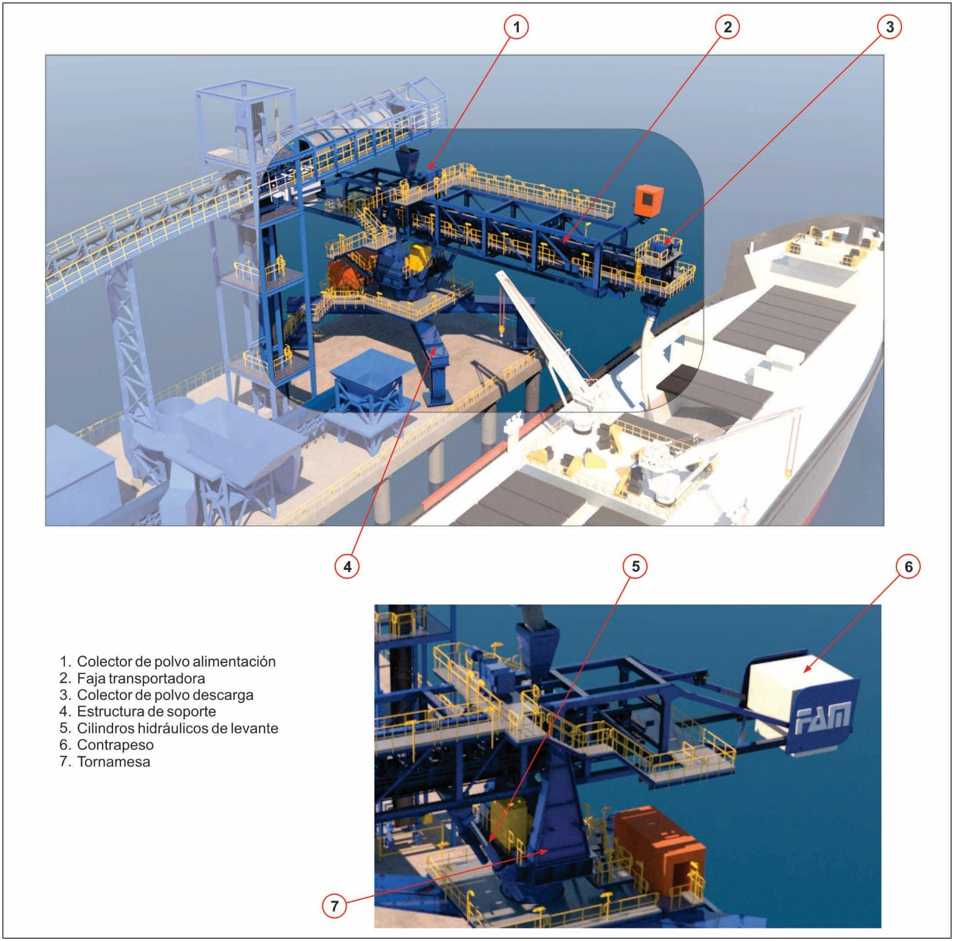 1
2
3
4
5
6
1. Colector de polvo alimentación
2. Faja transportadora
3. Colector de polvo descarga
4. Estructura de soporte
5. Cilindros hidráulicos de levante
6. Contrapeso
7. Tornamesa
FAM
7